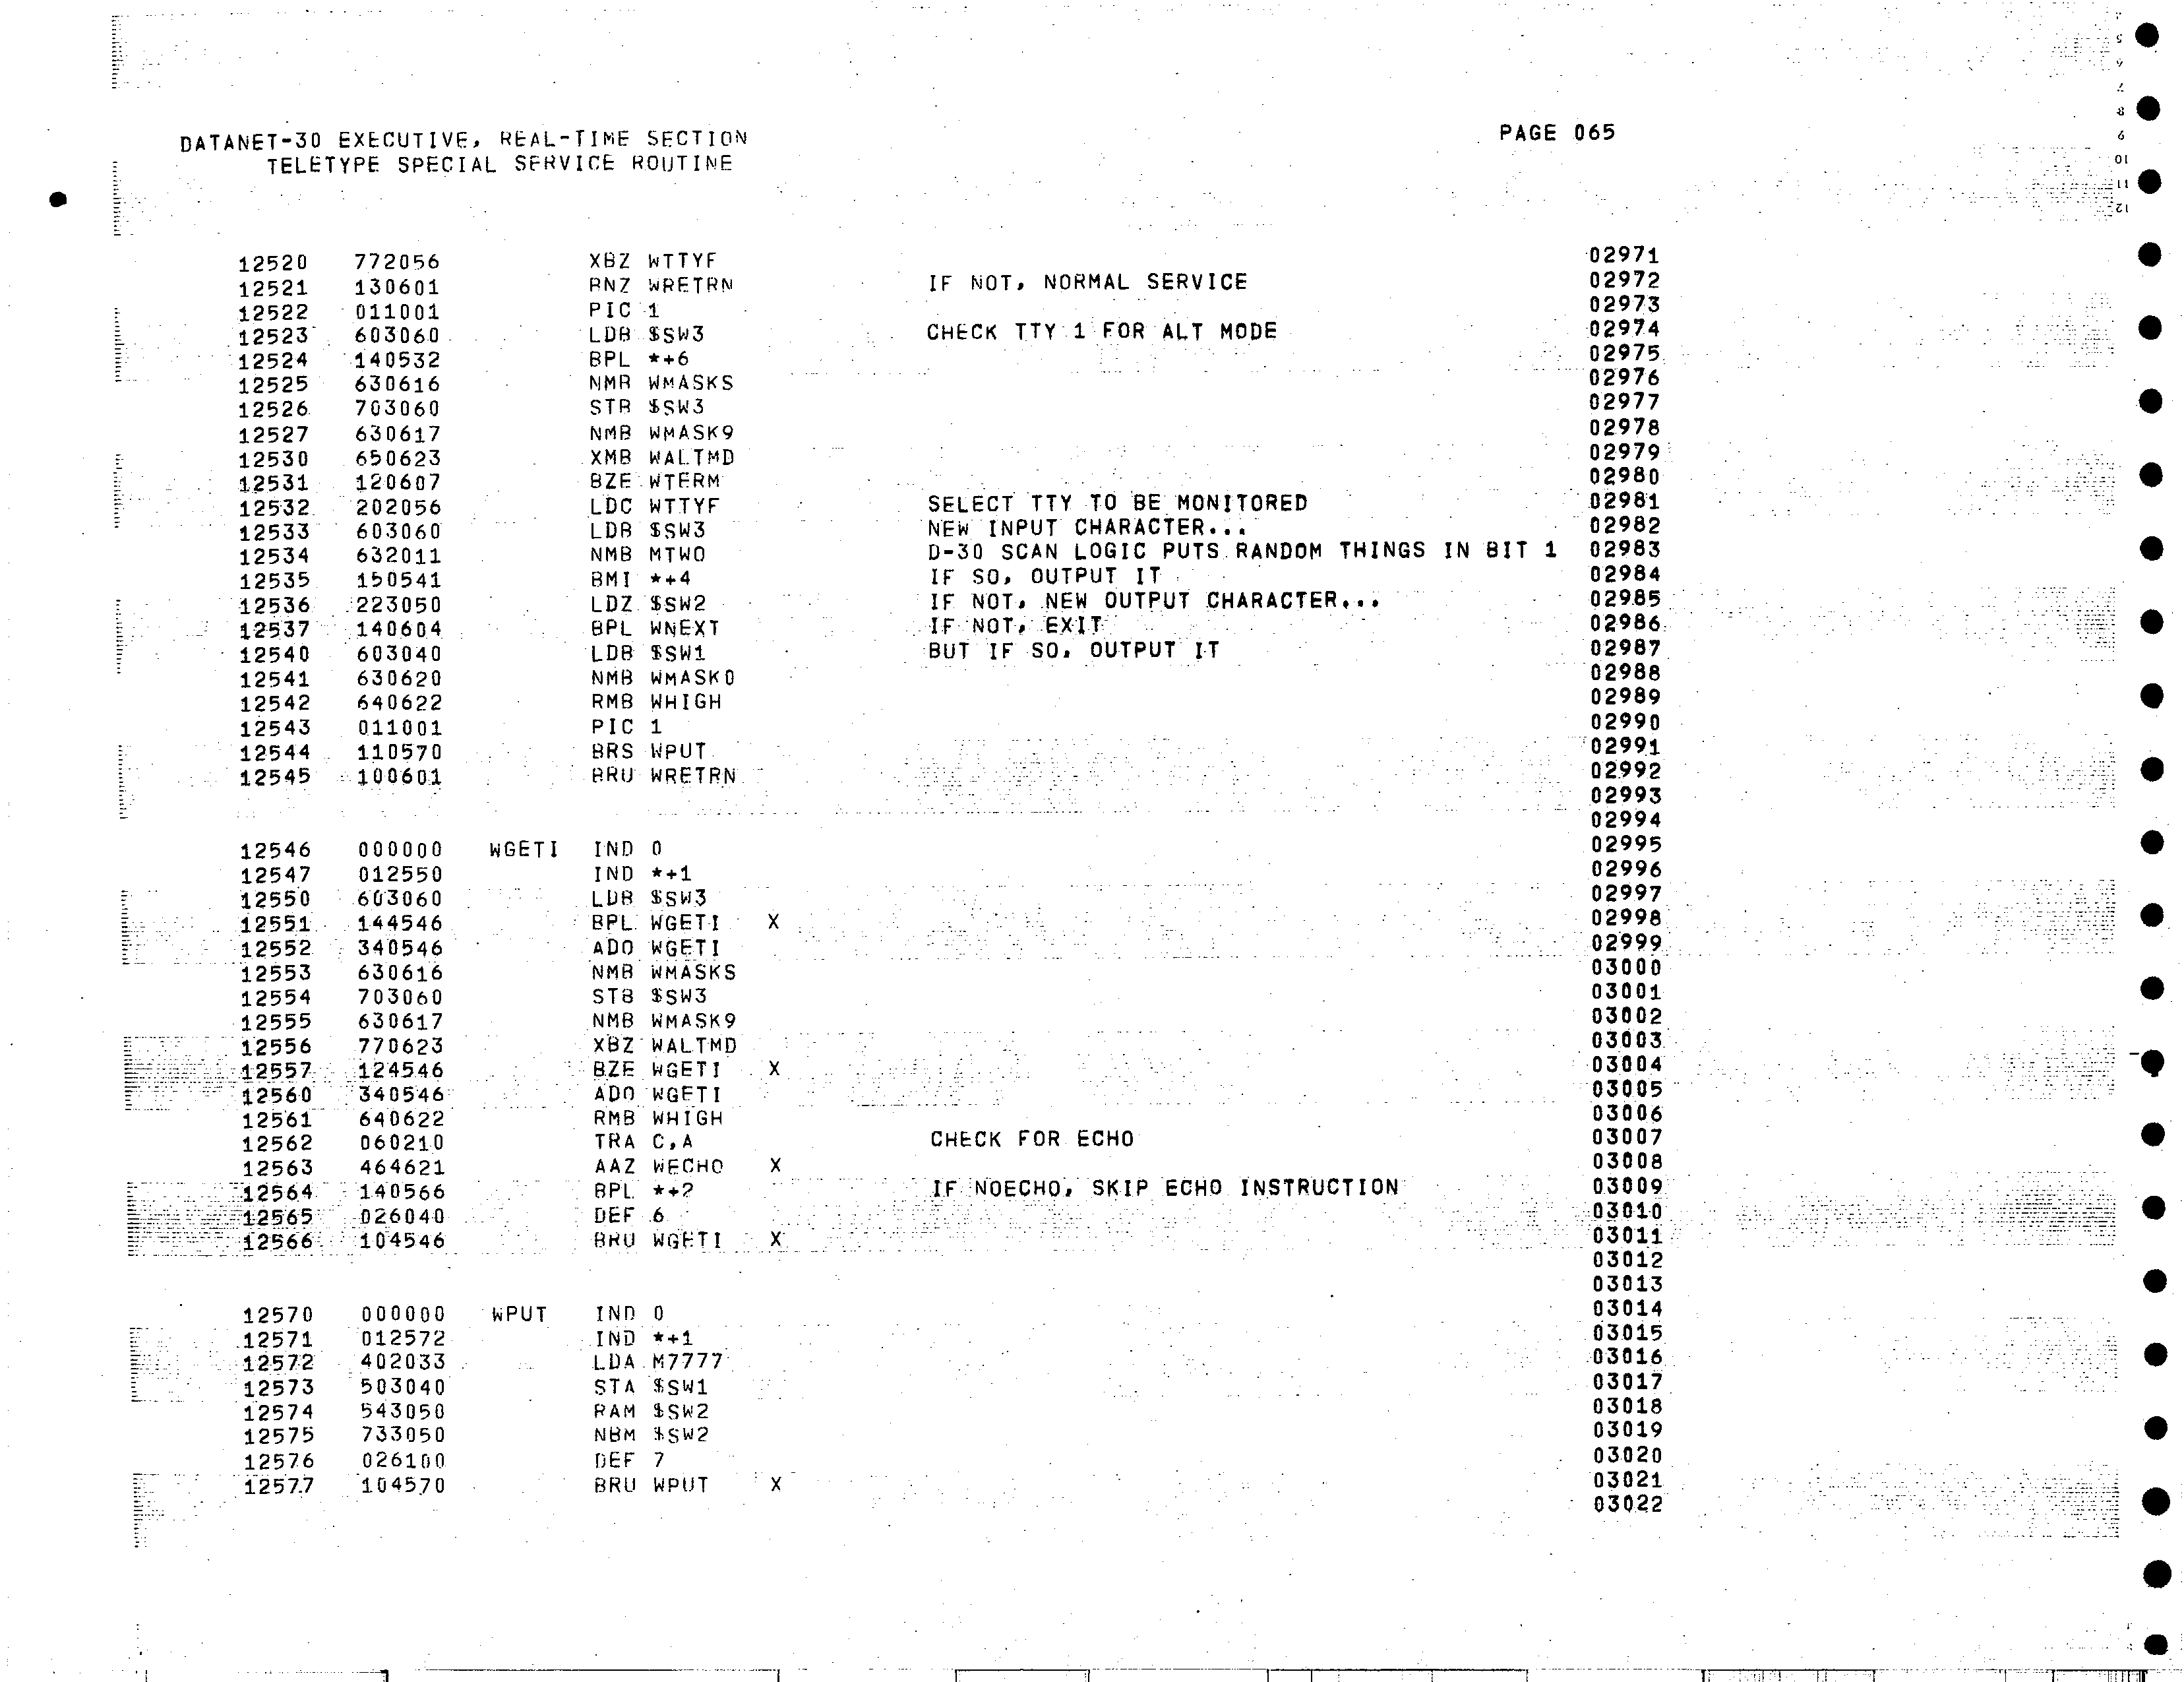 DATANET-30 EXECUTIVE, REAL-TIME SECTION PAGE 065
TELETYPE SPECIAL SERVICE ROUTINE
12520 772056 XBZ WTTYF 02971
12521 130601 BNZ WRETRN IF NOT, NORMAL SERVICE 02972
12522 011001 PIC 1 02973
12523 603060 LDB $SW3 CHECK TTY 1 FOR ALT MODE 02974
12524 140532 BPL *+6 02975
12525 630616 NMB WMASKS 02976
12526 703060 STB $SW3 02977
12527 630617 NMB WMASK9 02978
12530 650623 XMB WALTMD 02979
12531 120607 BZE WTERM 02980
12532 202056 LDC WTTYF SELECT TTY TO BE MONITORED 02981
12533 603060 LDB $SW3 NEW INPUT CHARACTER... 02982
12534 632011 NMB MTWO D-30 SCAN LOGIC PUTS RANDOM THINGS IN BIT 1 02983
12535 150541 BMI *+4 IF SO, OUTPUT IT 02984
12536 223050 LDZ $SW2 IF NOT, NEW OUTPUT CHARACTER... 02985
12537 140604 BPL WNEXT IF NOT, EXIT 02986
12540 603040 LDB $SW1 BUT IF SO, OUTPUT IT 02987
12541 630620 NMB WMASK0 02988
12542 640622 RMB WHIGH 02989
12543 011001 PIC 1 02990
12544 110570 BRS WPUT 02991
12545 100601 BRU WRETRN 02992
02993
02994
12546 000000 WGETI IND 0 02995
12547 012550 IND *+1 02996
12550 603060 LDB $SW3 02997
12551 144546 BPL WGETI X 02998
12552 340546 ADO WGETI 02999
12553 630616 NMB WMASKS 03000
12554 703060 STB $SW3 03001
12555 630617 NMB WMASK9 03002
12556 770623 XBZ WALTMD 03003
12557 124546 BZE WGETI X 03004
12560 340546 ADO WGETI 03005
12561 640622 RMB WHIGH 03006
12562 060210 TRA C,A CHECK FOR ECHO 03007
12563 464621 AAZ WECHO X 03008
12564 140566 BPL *+2 IF NOECHO, SKIP ECHO INSTRUCTION 03009
12565 026040 DEF 6 03010
12566 104546 BRU WGETI X 03011
03012
03013
12570 000000 WPUT IND 0 03014
12571 012572 IND *+1 03015
12572 402033 LDA M7777 03016
12573 503040 STA $SW1 03017
12574 543050 RAM $SW2 03018
12575 733050 NBM $SW2 03019
12576 026100 DEF 7 03020
12577 104570 BRU WPUT X 03021
03022
4
5
6
7
8
9
10
11
12